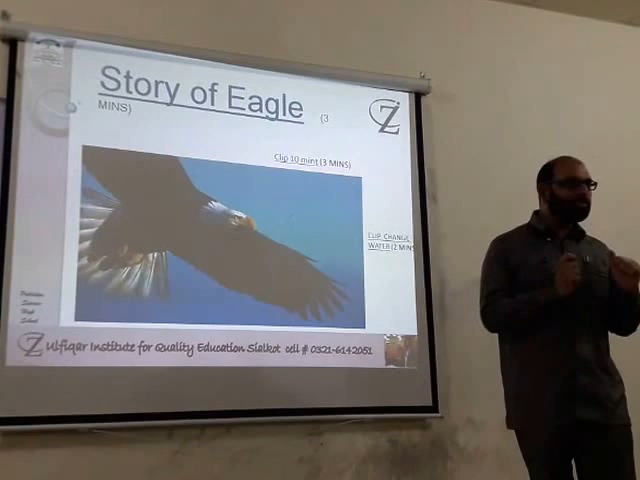 Story of Eagle (3
MINS)
Clip 10 mint (3 MINS)
CLIP CHANGE
WATER (2 MINS
Z
Z ulfiqar Institute for Quality Education Sialkot cell # 0321-6142051